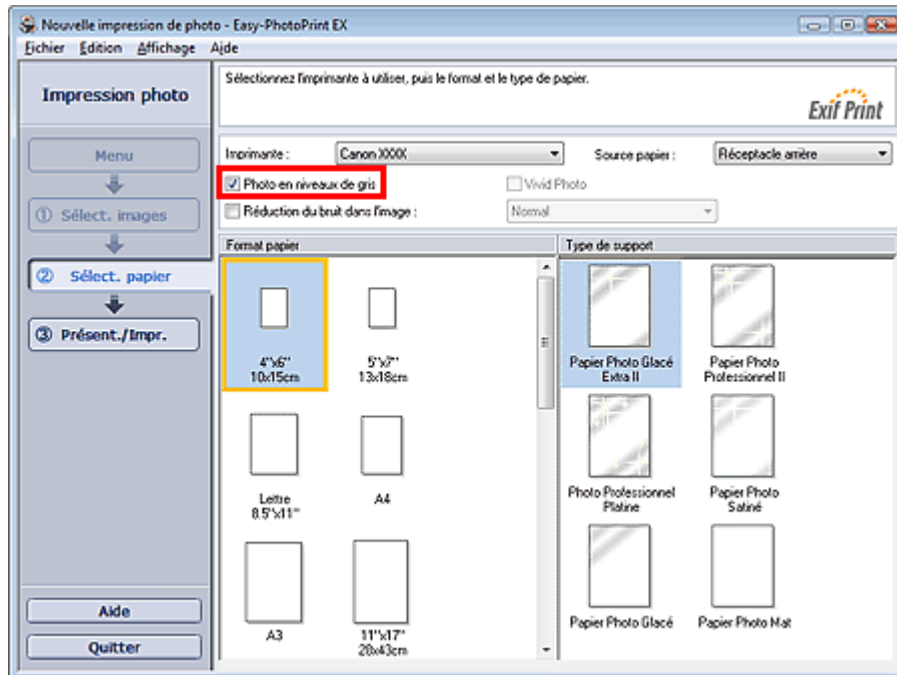 Nouvelle impression de photo - Easy-PhotoPrint EX
Fichier Édition Affichage Aide
Impression photo
Sélectionnez l'imprimante à utiliser, puis le format et le type de papier.
Exif Print
Menu
① Sélect. images
② Sélect. papier
③ Présent./Impr.
Aide
Quitter
Imprimante : Canon XXXX Source papier : Réceptacle arrière
Photo en niveaux de gris Vivid Photo
Réduction du bruit dans l'image : Normal
Format papier
4"x6"
10x15cm
5"x7"
13x18cm
Lettre
8.5"x11"
A4
A3
11"x17"
28x43cm
Type de support
Papier Photo Glacé
Extra II
Papier Photo
Professionnel II
Photo Professionnel
Platine
Papier Photo
Satiné
Papier Photo Glacé
Papier Photo Mat